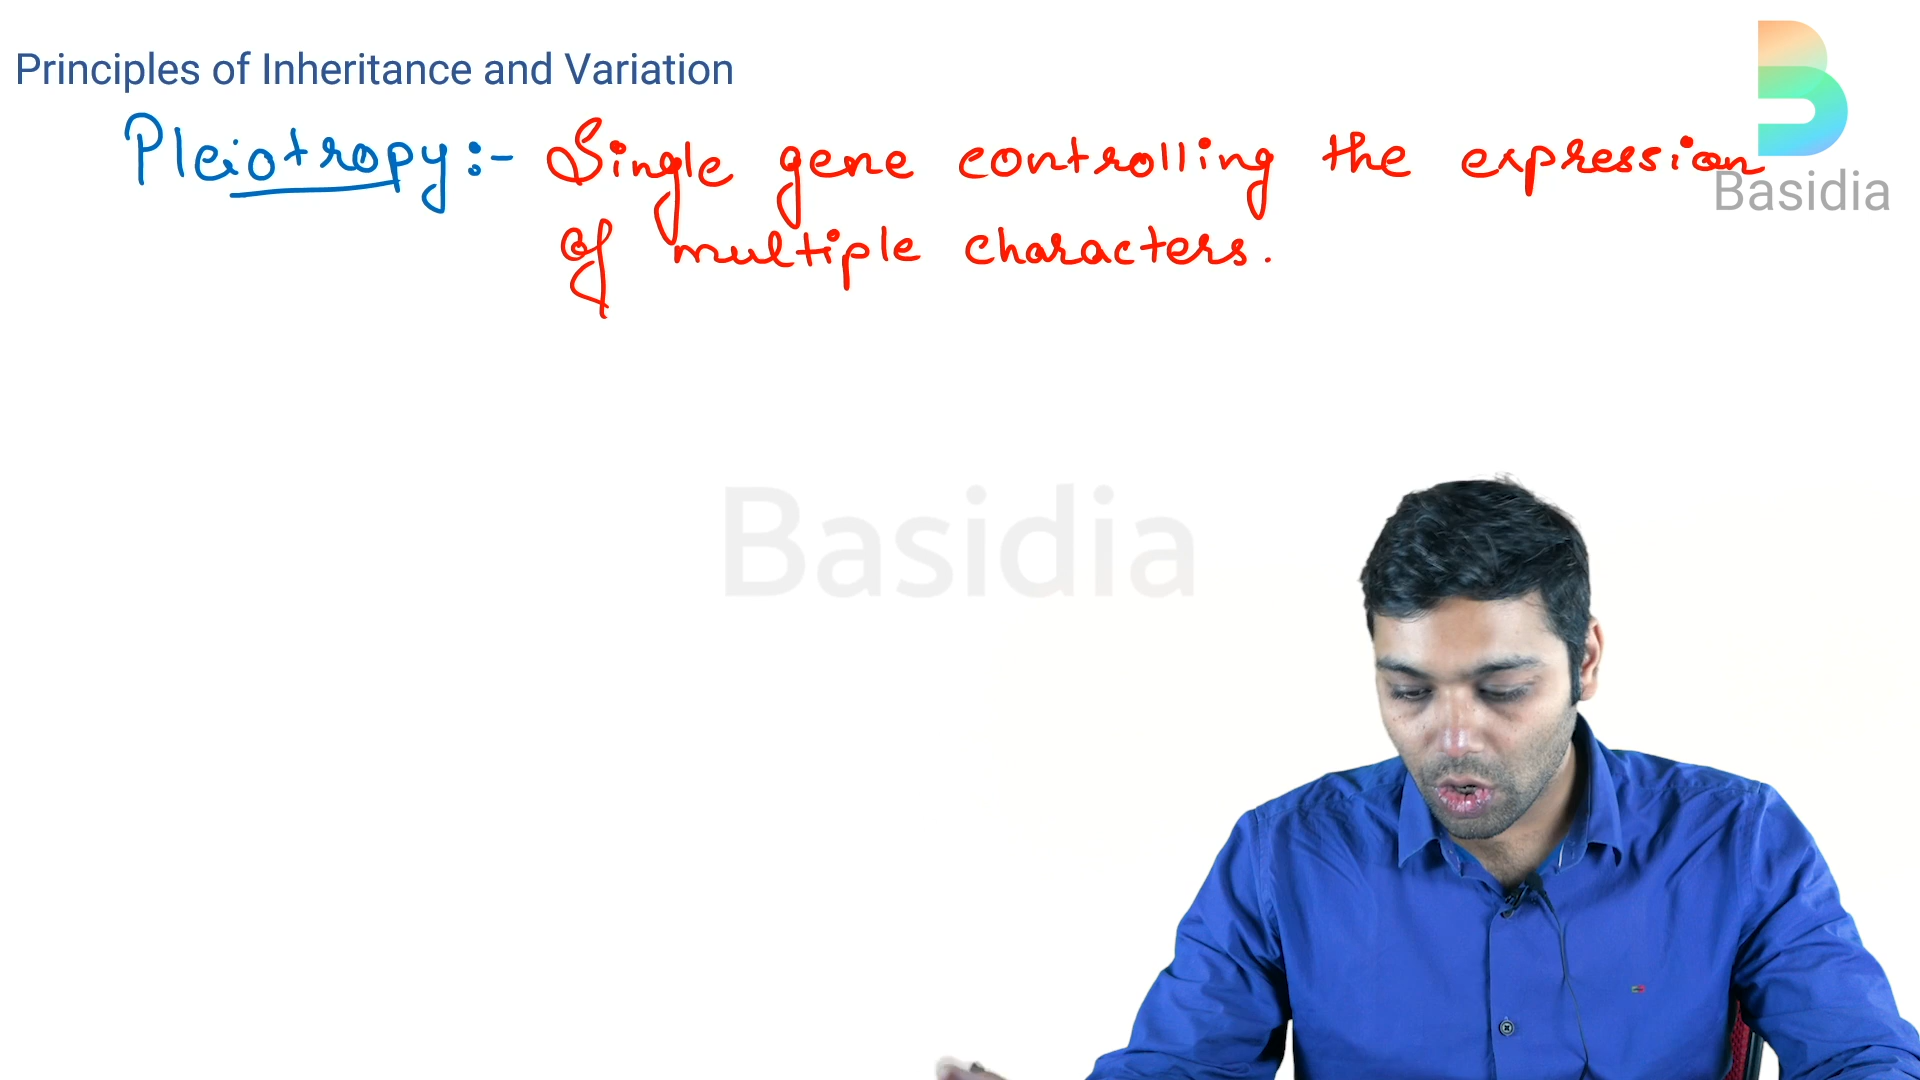 Principles of Inheritance and Variation
Pleiotropy:- Single gene controlling the expression
of multiple characters.
Basidia
Basidia